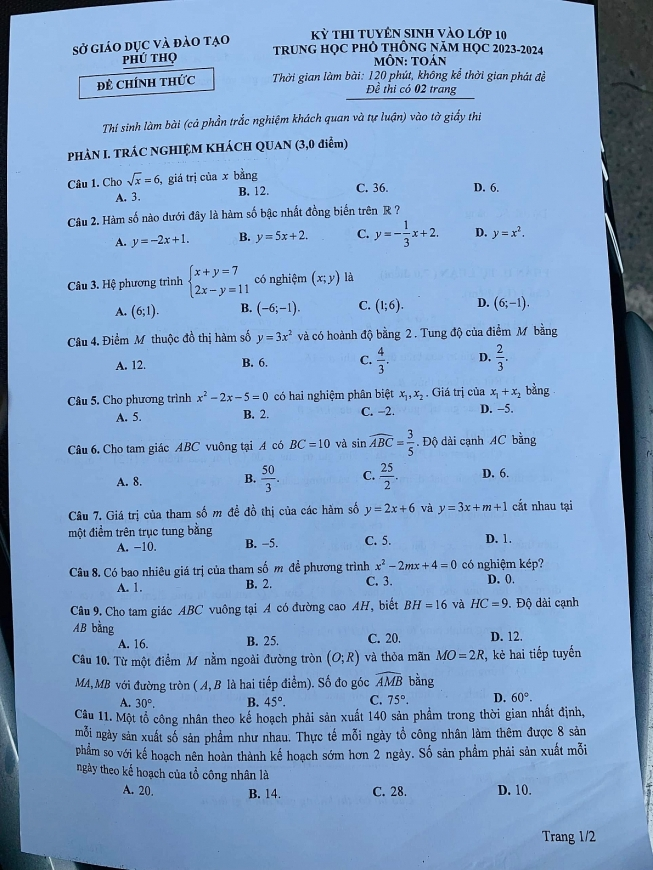 SỞ GIÁO DỤC VÀ ĐÀO TẠO
PHÚ THỌ
ĐỀ CHÍNH THỨC
KỲ THI TUYỂN SINH VÀO LỚP 10
TRUNG HỌC PHỔ THÔNG NĂM HỌC 2023-2024
MÔN: TOÁN
Thời gian làm bài: 120 phút, không kể thời gian phát đề
Đề thi có 02 trang
Thí sinh làm bài (cả phần trắc nghiệm khách quan và tự luận) vào tờ giấy thi
PHẦN I. TRẮC NGHIỆM KHÁCH QUAN (3,0 điểm)
Câu 1. Cho √x = 6, giá trị của x bằng
A. 3. B. 12. C. 36. D. 6.
Câu 2. Hàm số nào dưới đây là hàm số bậc nhất đồng biến trên ℝ ?
A. y = −2x + 1. B. y = 5x + 2. C. y = −1/3 x + 2. D. y = x².
Câu 3. Hệ phương trình { x + y = 7 2x − y = 11 có nghiệm (x; y) là
A. (6;1). B. (−6;−1). C. (1;6). D. (6;−1).
Câu 4. Điểm M thuộc đồ thị hàm số y = 3x² và có hoành độ bằng 2 . Tung độ của điểm M bằng
A. 12. B. 6. C. 4/3. D. 2/3.
Câu 5. Cho phương trình x² − 2x − 5 = 0 có hai nghiệm phân biệt x₁, x₂ . Giá trị của x₁ + x₂ bằng
A. 5. B. 2. C. −2. D. −5.
Câu 6. Cho tam giác ABC vuông tại A có BC = 10 và sin ABC = 3/5. Độ dài cạnh AC bằng
A. 8. B. 50/3. C. 25/2. D. 6.
Câu 7. Giá trị của tham số m để đồ thị của các hàm số y = 2x + 6 và y = 3x + m + 1 cắt nhau tại
một điểm trên trục tung bằng
A. −10. B. −5. C. 5. D. 1.
Câu 8. Có bao nhiêu giá trị của tham số m để phương trình x² − 2mx + 4 = 0 có nghiệm kép?
A. 1. B. 2. C. 3. D. 0.
Câu 9. Cho tam giác ABC vuông tại A có đường cao AH, biết BH = 16 và HC = 9. Độ dài cạnh
AB bằng
A. 16. B. 25. C. 20. D. 12.
Câu 10. Từ một điểm M nằm ngoài đường tròn (O; R) và thỏa mãn MO = 2R, kẻ hai tiếp tuyến
MA, MB với đường tròn ( A, B là hai tiếp điểm). Số đo góc AMB bằng
A. 30°. B. 45°. C. 75°. D. 60°.
Câu 11. Một tổ công nhân theo kế hoạch phải sản xuất 140 sản phẩm trong thời gian nhất định,
mỗi ngày sản xuất số sản phẩm như nhau. Thực tế mỗi ngày tổ công nhân làm thêm được 8 sản
phẩm so với kế hoạch nên hoàn thành kế hoạch sớm hơn 2 ngày. Số sản phẩm phải sản xuất mỗi
ngày theo kế hoạch của tổ công nhân là
A. 20. B. 14. C. 28. D. 10.
Trang 1/2